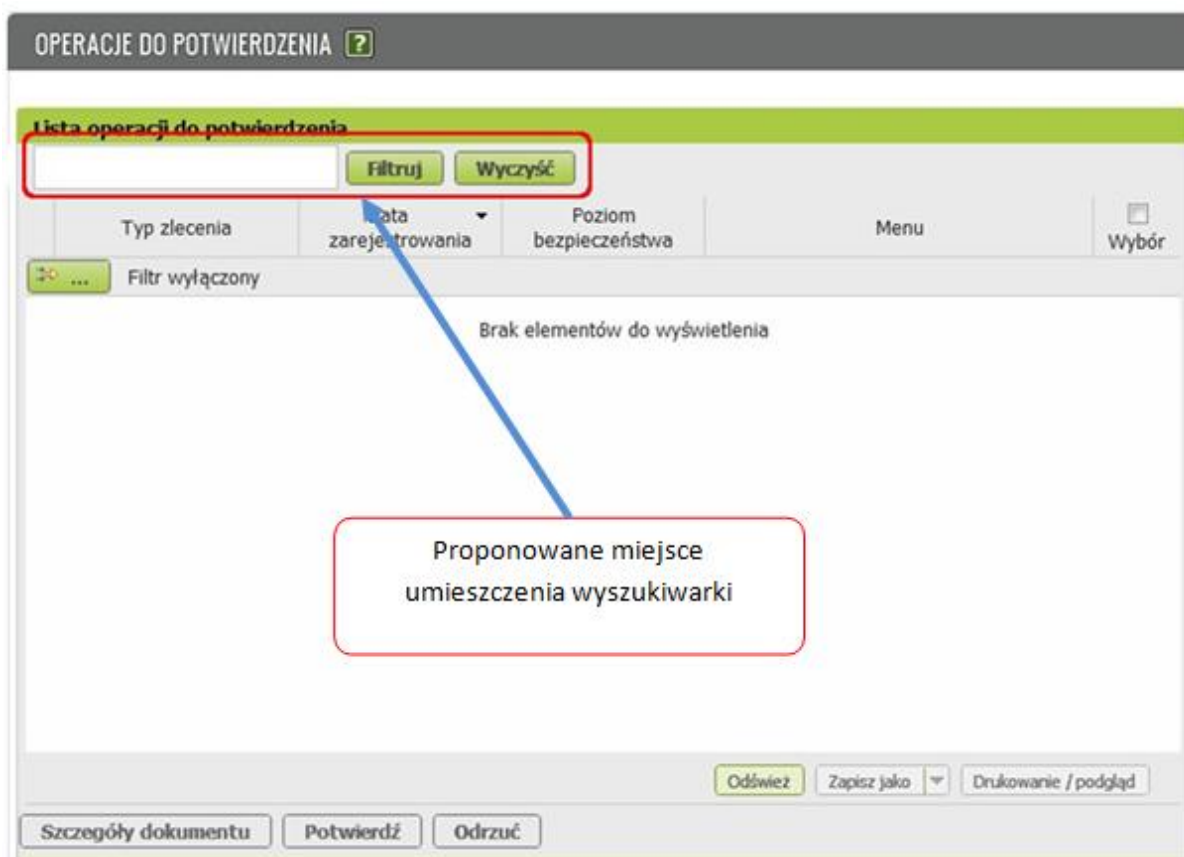 OPERACJE DO POTWIERDZENIA ?
Lista operacji do potwierdzenia
Filtruj Wyczyść
Typ zlecenia Data zarejestrowania Poziom bezpieczeństwa Menu Wybór
... Filtr wyłączony
Brak elementów do wyświetlenia
Proponowane miejsce
umieszczenia wyszukiwarki
Odśwież Zapisz jako Drukowanie / podgląd
Szczegóły dokumentu Potwierdź Odrzuć